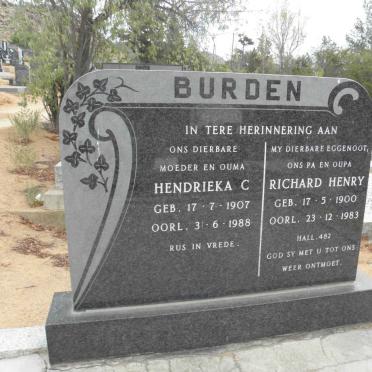 BURDEN
IN TERE HERINNERING AAN
ONS DIERBARE
MOEDER EN OUMA
HENDRIEKA C
GEB. 17-7-1907
OORL. 3-6-1988
RUS IN VREDE.
MY DIERBARE EGGENOOT,
ONS PA EN OUPA
RICHARD HENRY
GEB. 17-5-1900
OORL. 23-12-1983
HALL. 482
GOD SY MET U TOT ONS
WEER ONTMOET.